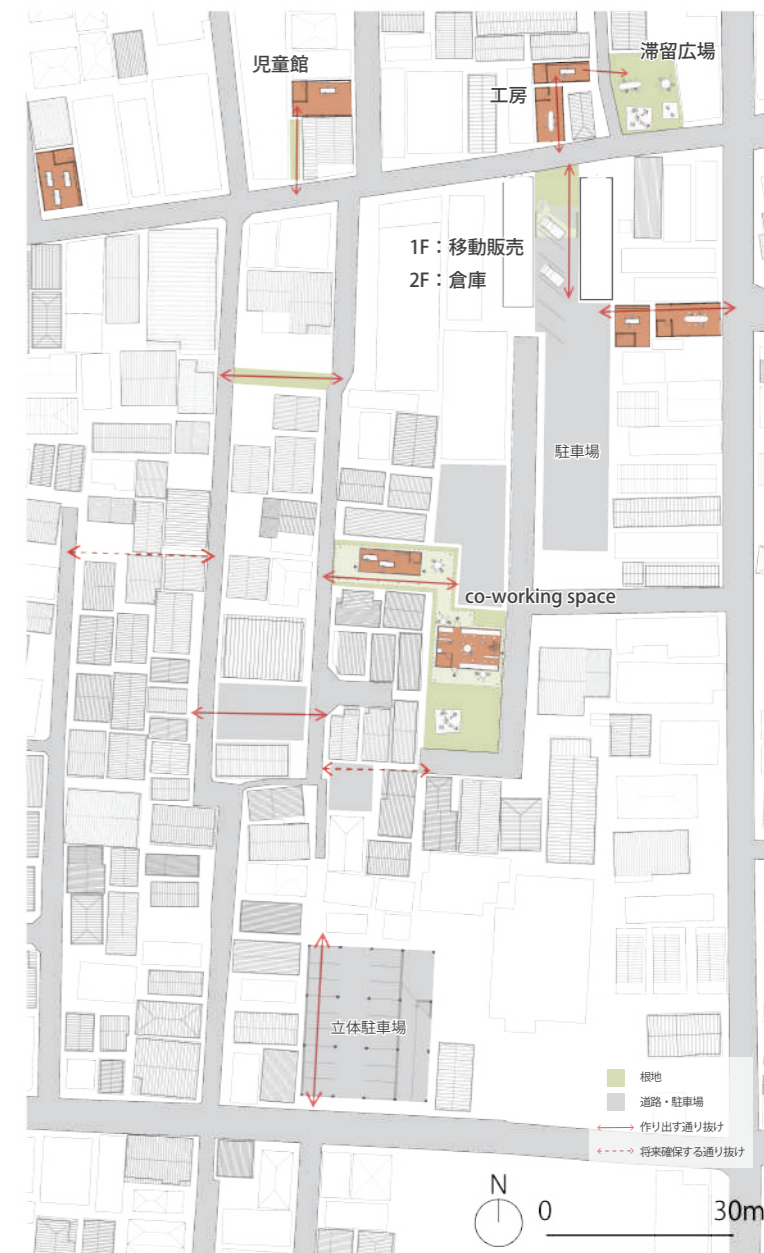 児童館
滞留広場
工房
1F：移動販売
2F：倉庫
駐車場
co-working space
立体駐車場
根地
道路・駐車場
作り出す通り抜け
将来確保する通り抜け
N
0
30m